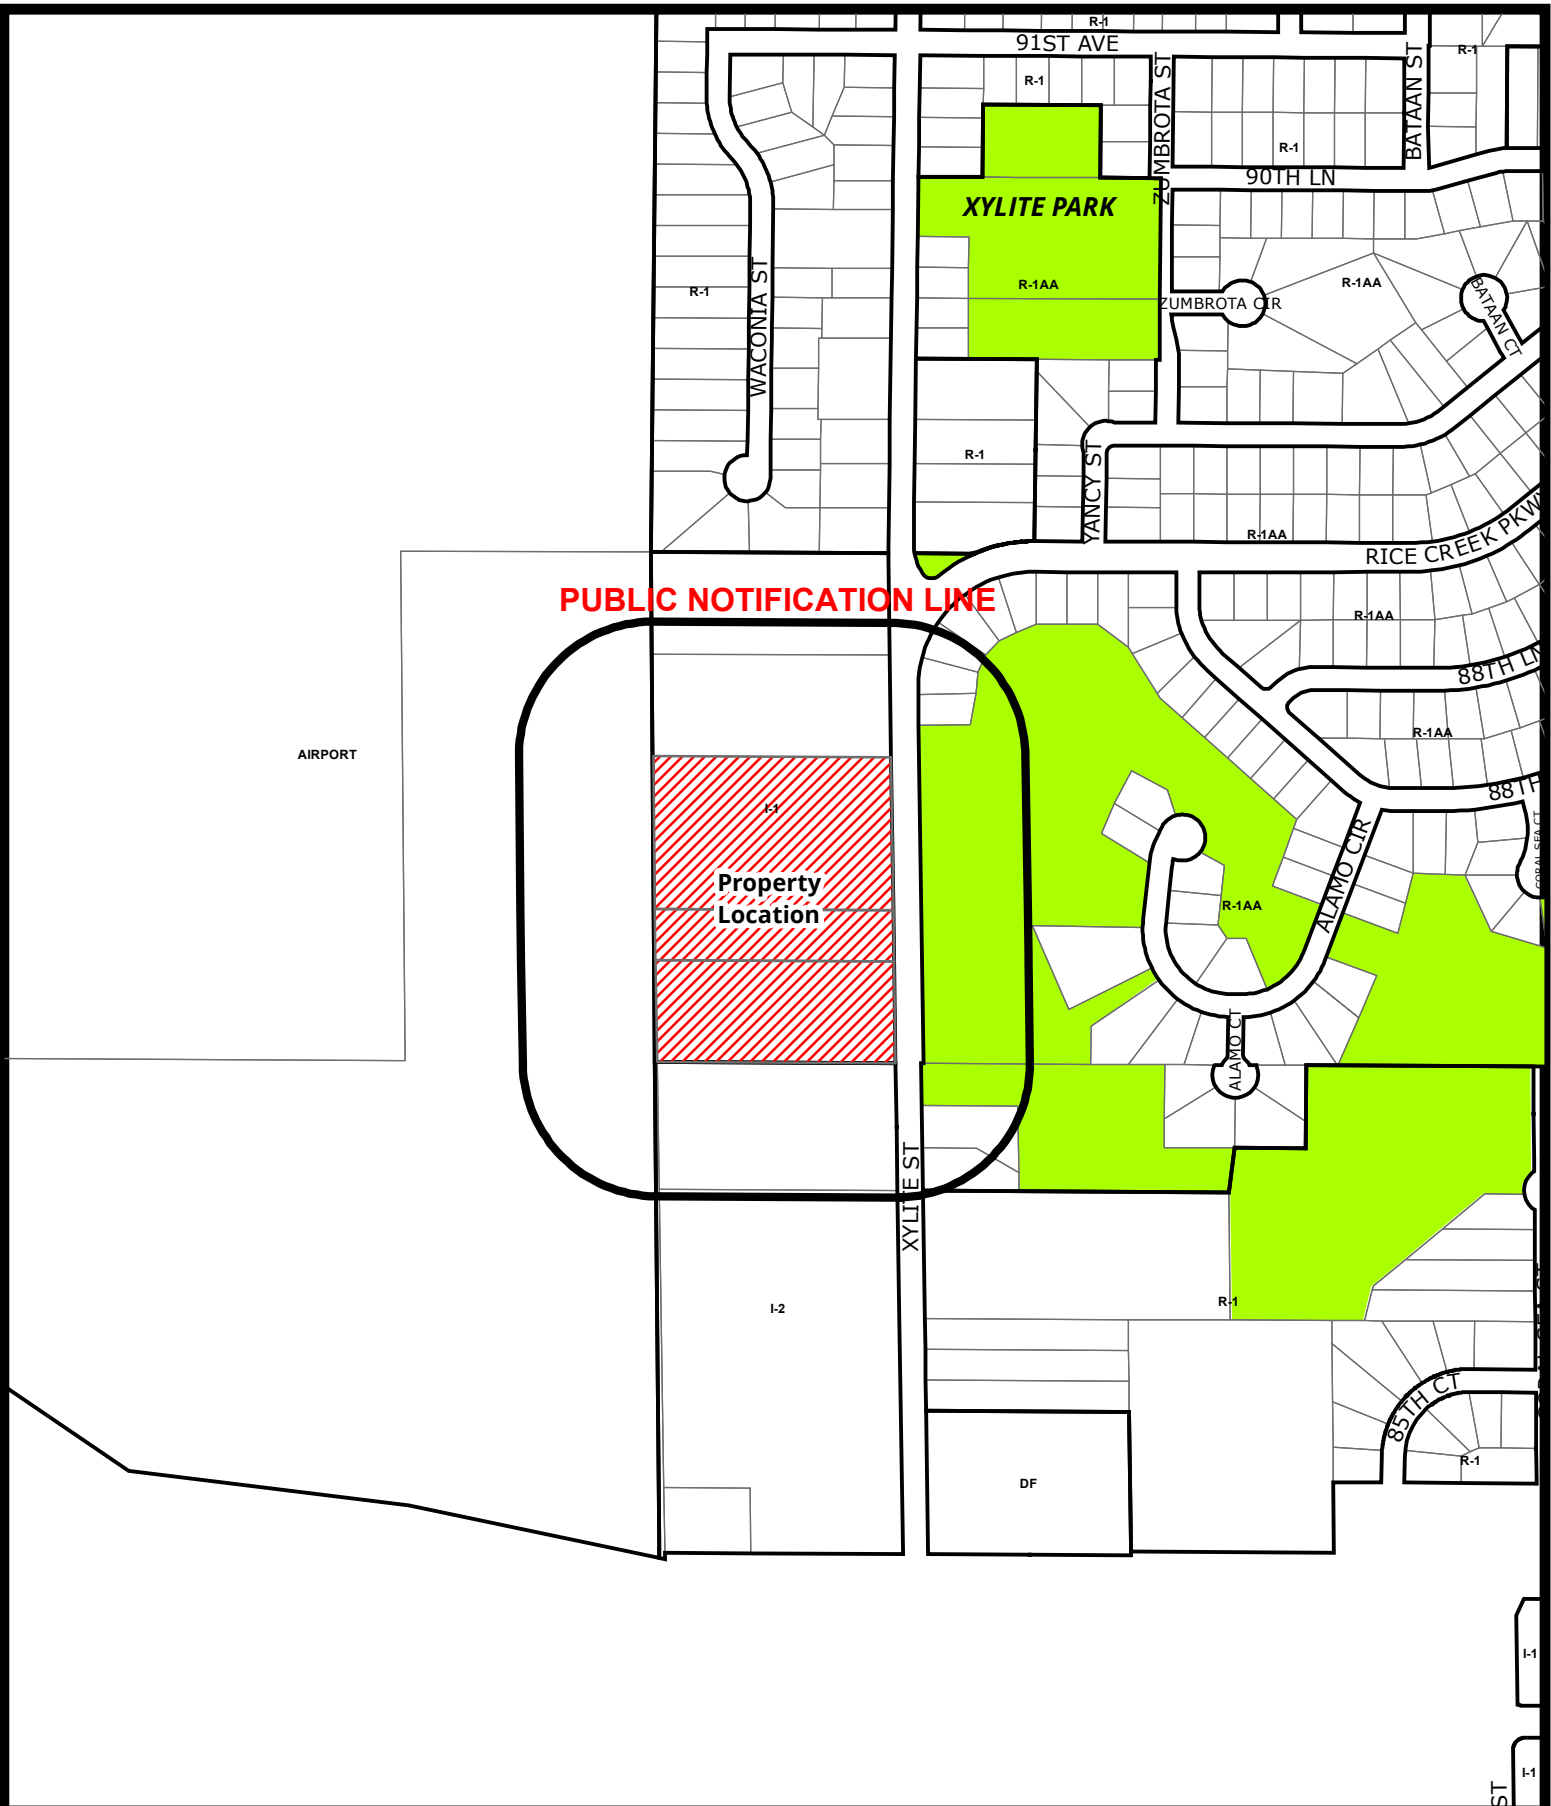 R-1
91ST AVE
R-1
R-1
ZUMBROTA ST
BATAAN ST
R-1
90TH LN
XYLITE PARK
R-1AA
R-1AA
R-1
WACONIA ST
ZUMBROTA CIR
BATAAN CT
R-1
YANCY ST
R-1AA
RICE CREEK PKWY
PUBLIC NOTIFICATION LINE
R-1AA
88TH LN
R-1AA
AIRPORT
88TH
I-1
CORAL SEA CT
ALAMO CIR
Property
Location
R-1AA
ALAMO CT
XYLITE ST
R-1
I-2
85TH CT
R-1
DF
I-1
I-1
ST